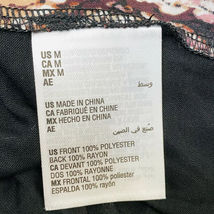 US M
CA M
MX M
AE
وسط
US MADE IN CHINA
CA FABRIQUÉ EN CHINE
MX HECHO EN CHINA
AE
صنع في الصين
US FRONT 100% POLYESTER
BACK 100% RAYON
CA DEVANT 100% POLYESTER
DOS 100% RAYONNE
MX FRONTAL 100% POLIESTER
ESPALDA 100% RAYÓN